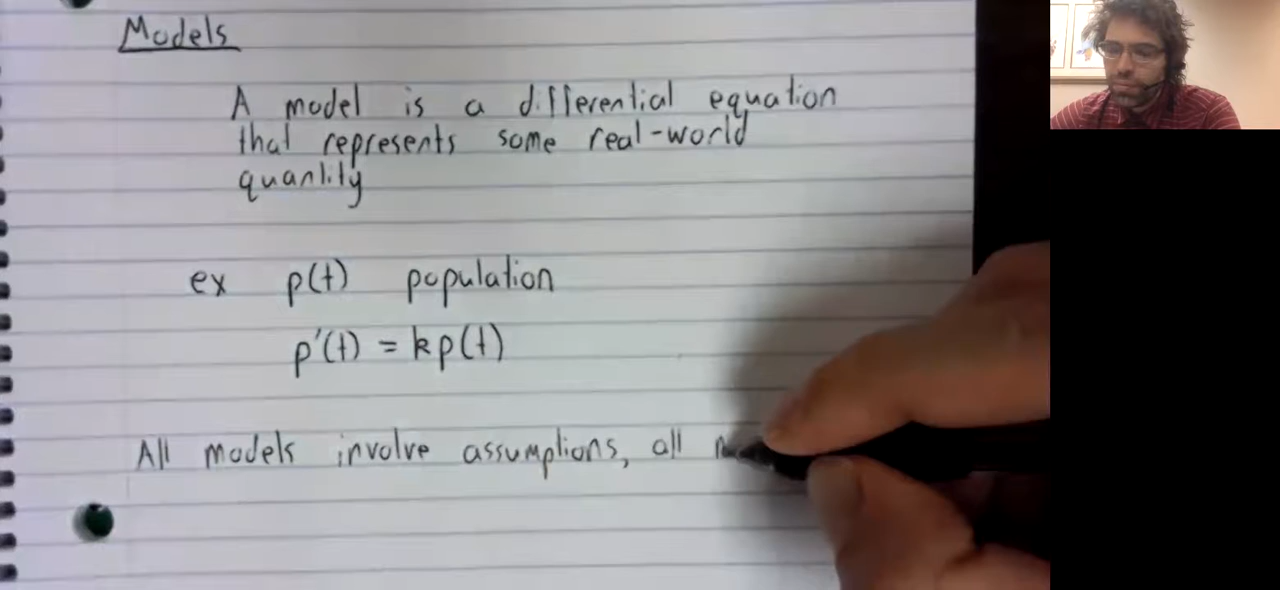 Models
A model is a differential equation
that represents some real-world
quantity
ex p(t) population
p'(t) = kp(t)
All models involve assumptions, all